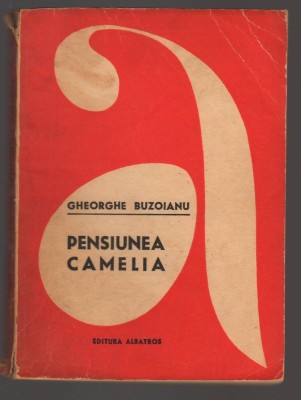 GHEORGHE BUZOIANU
PENSIUNEA
CAMELIA
EDITURA ALBATROS